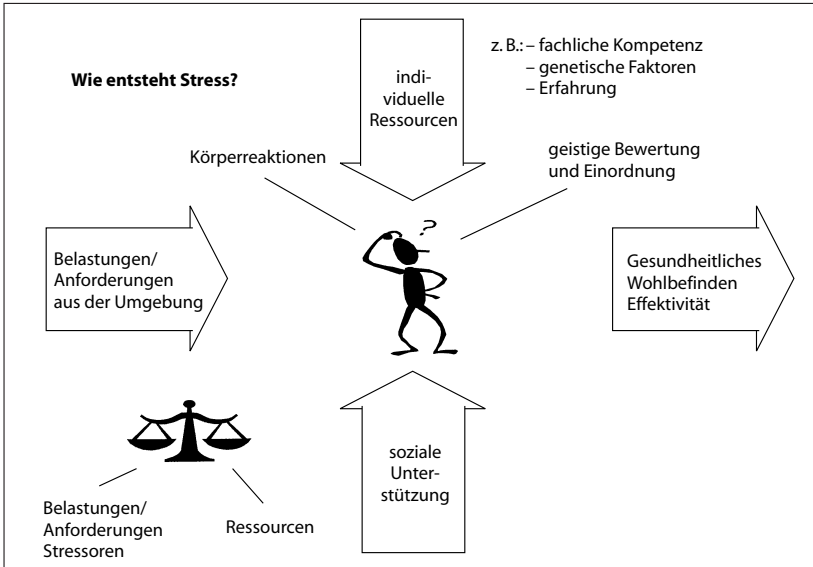 Wie entsteht Stress?
indi-
viduelle
Ressourcen
z. B.: – fachliche Kompetenz
– genetische Faktoren
– Erfahrung
Körperreaktionen
geistige Bewertung
und Einordnung
?
Belastungen/
Anforderungen
aus der Umgebung
Gesundheitliches
Wohlbefinden
Effektivität
soziale
Unter-
stützung
Belastungen/
Anforderungen
Stressoren
Ressourcen